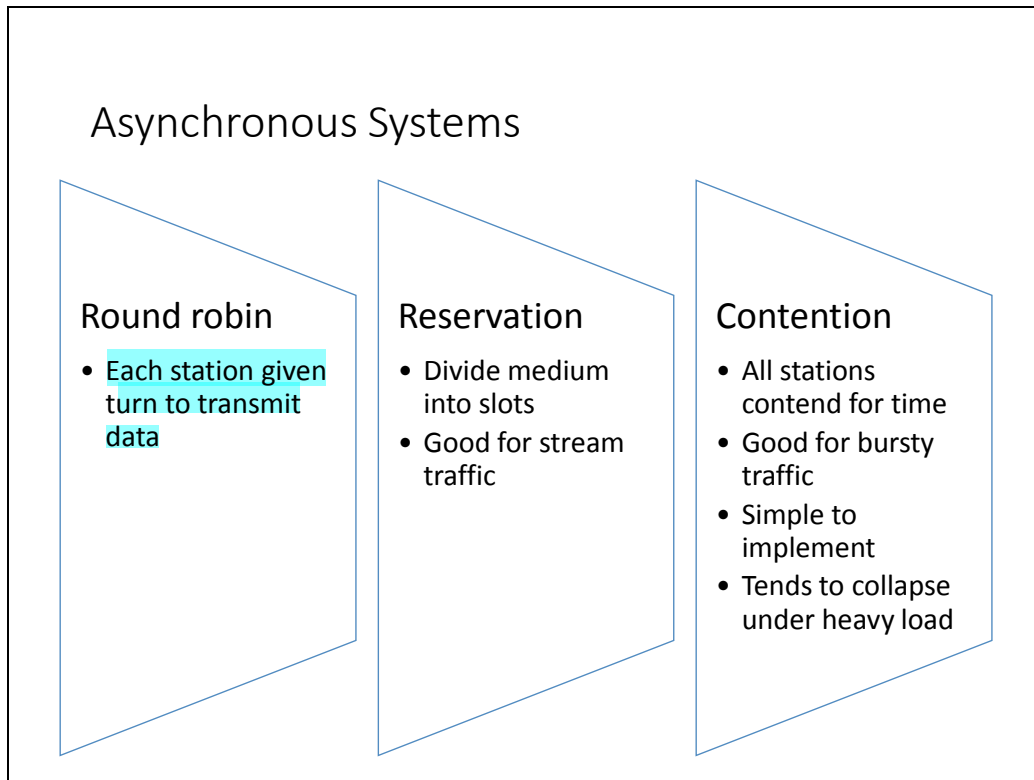 Asynchronous Systems
Round robin
• Each station given
turn to transmit
data
Reservation
• Divide medium
into slots
• Good for stream
traffic
Contention
• All stations
contend for time
• Good for bursty
traffic
• Simple to
implement
• Tends to collapse
under heavy load